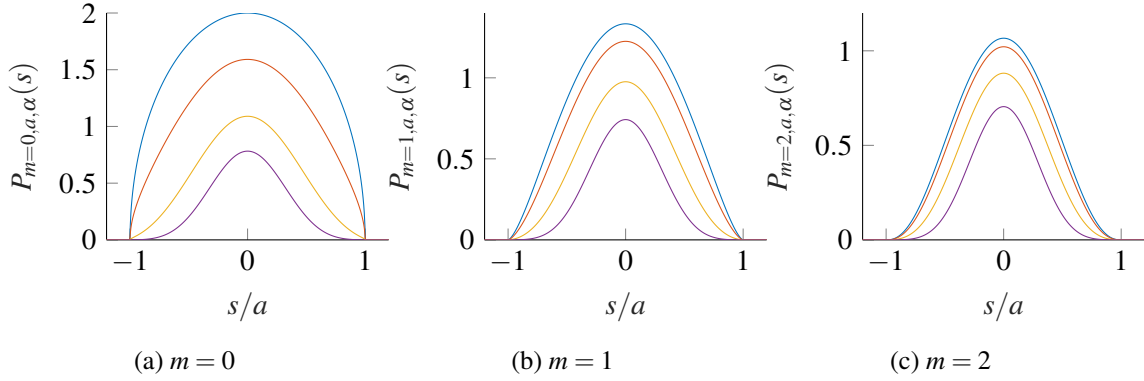 2
1.5
1
0.5
0
−1
0
1
P_{m=0,a,α}(s)
s/a
(a) m = 0
1
0.5
0
−1
0
1
P_{m=1,a,α}(s)
s/a
(b) m = 1
1
0.5
0
−1
0
1
P_{m=2,a,α}(s)
s/a
(c) m = 2